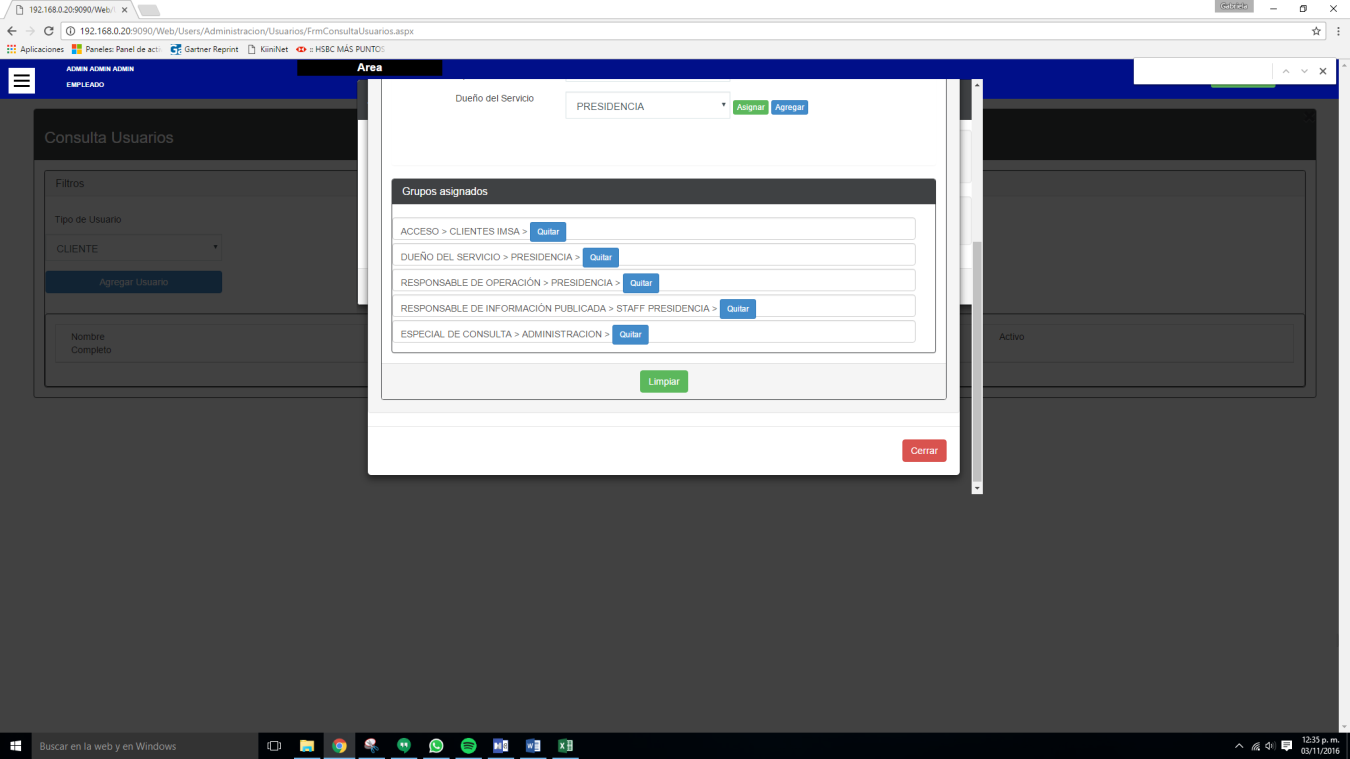 Gabriela
192.168.0.20:9090/Web/
192.168.0.20:9090/Web/Users/Administracion/Usuarios/FrmConsultaUsuarios.aspx
Aplicaciones Paneles: Panel de act Gartner Reprint KiiniNet :: HSBC MÁS PUNTOS
ADMIN ADMIN ADMIN
EMPLEADO
Area
Dueño del Servicio PRESIDENCIA Asignar Agregar
Consulta Usuarios
Filtros
Tipo de Usuario
CLIENTE
Agregar Usuario
Nombre
Completo
Activo
Grupos asignados
ACCESO > CLIENTES IMSA > Quitar
DUEÑO DEL SERVICIO > PRESIDENCIA > Quitar
RESPONSABLE DE OPERACIÓN > PRESIDENCIA > Quitar
RESPONSABLE DE INFORMACIÓN PUBLICADA > STAFF PRESIDENCIA > Quitar
ESPECIAL DE CONSULTA > ADMINISTRACION > Quitar
Limpiar
Cerrar
Buscar en la web y en Windows
12:35 p. m.
03/11/2016